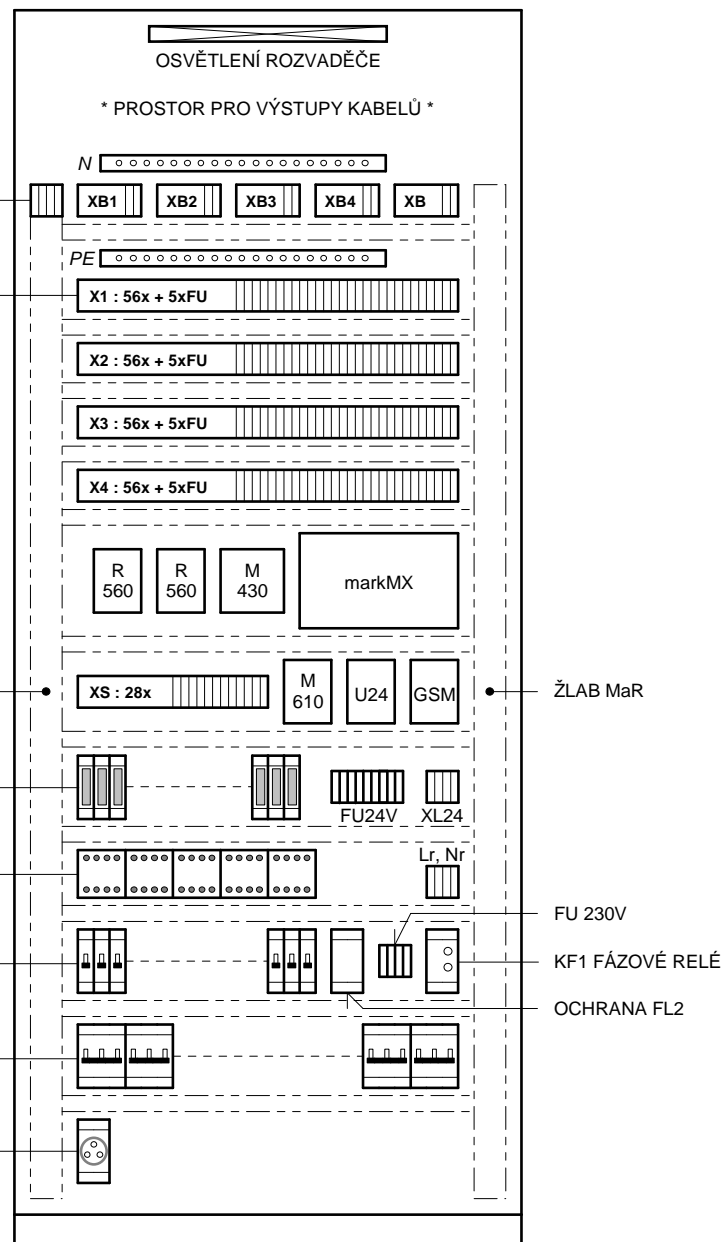 OSVĚTLENÍ ROZVADĚČE
* PROSTOR PRO VÝSTUPY KABELŮ *
N
XB1 XB2 XB3 XB4 XB
PE
X1 : 56x + 5xFU
X2 : 56x + 5xFU
X3 : 56x + 5xFU
X4 : 56x + 5xFU
R
560
R
560
M
430
markMX
XS : 28x
M
610
U24
GSM
ŽLAB MaR
FU24V XL24
Lr, Nr
FU 230V
KF1 FÁZOVÉ RELÉ
OCHRANA FL2